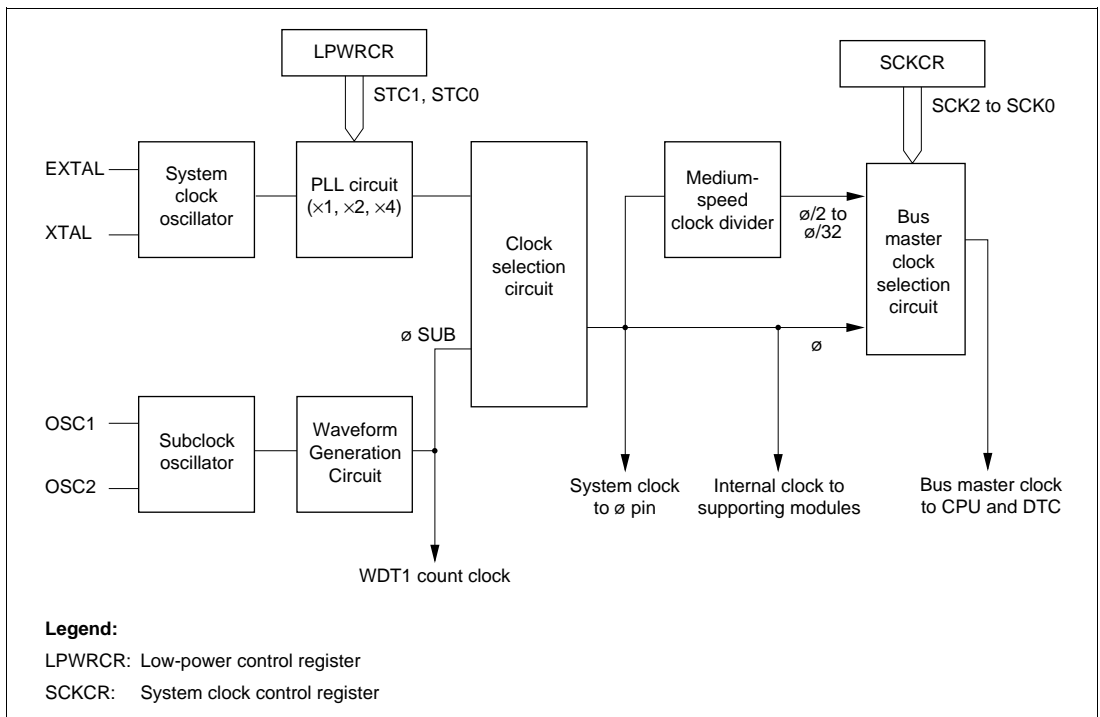 LPWRCR
STC1, STC0
SCKCR
SCK2 to SCK0
EXTAL
XTAL
System
clock
oscillator
PLL circuit
(×1, ×2, ×4)
Clock
selection
circuit
Medium-
speed
clock divider
ø/2 to
ø/32
Bus
master
clock
selection
circuit
ø SUB
ø
OSC1
OSC2
Subclock
oscillator
Waveform
Generation
Circuit
System clock
to ø pin
Internal clock to
supporting modules
Bus master clock
to CPU and DTC
WDT1 count clock
Legend:
LPWRCR: Low-power control register
SCKCR: System clock control register